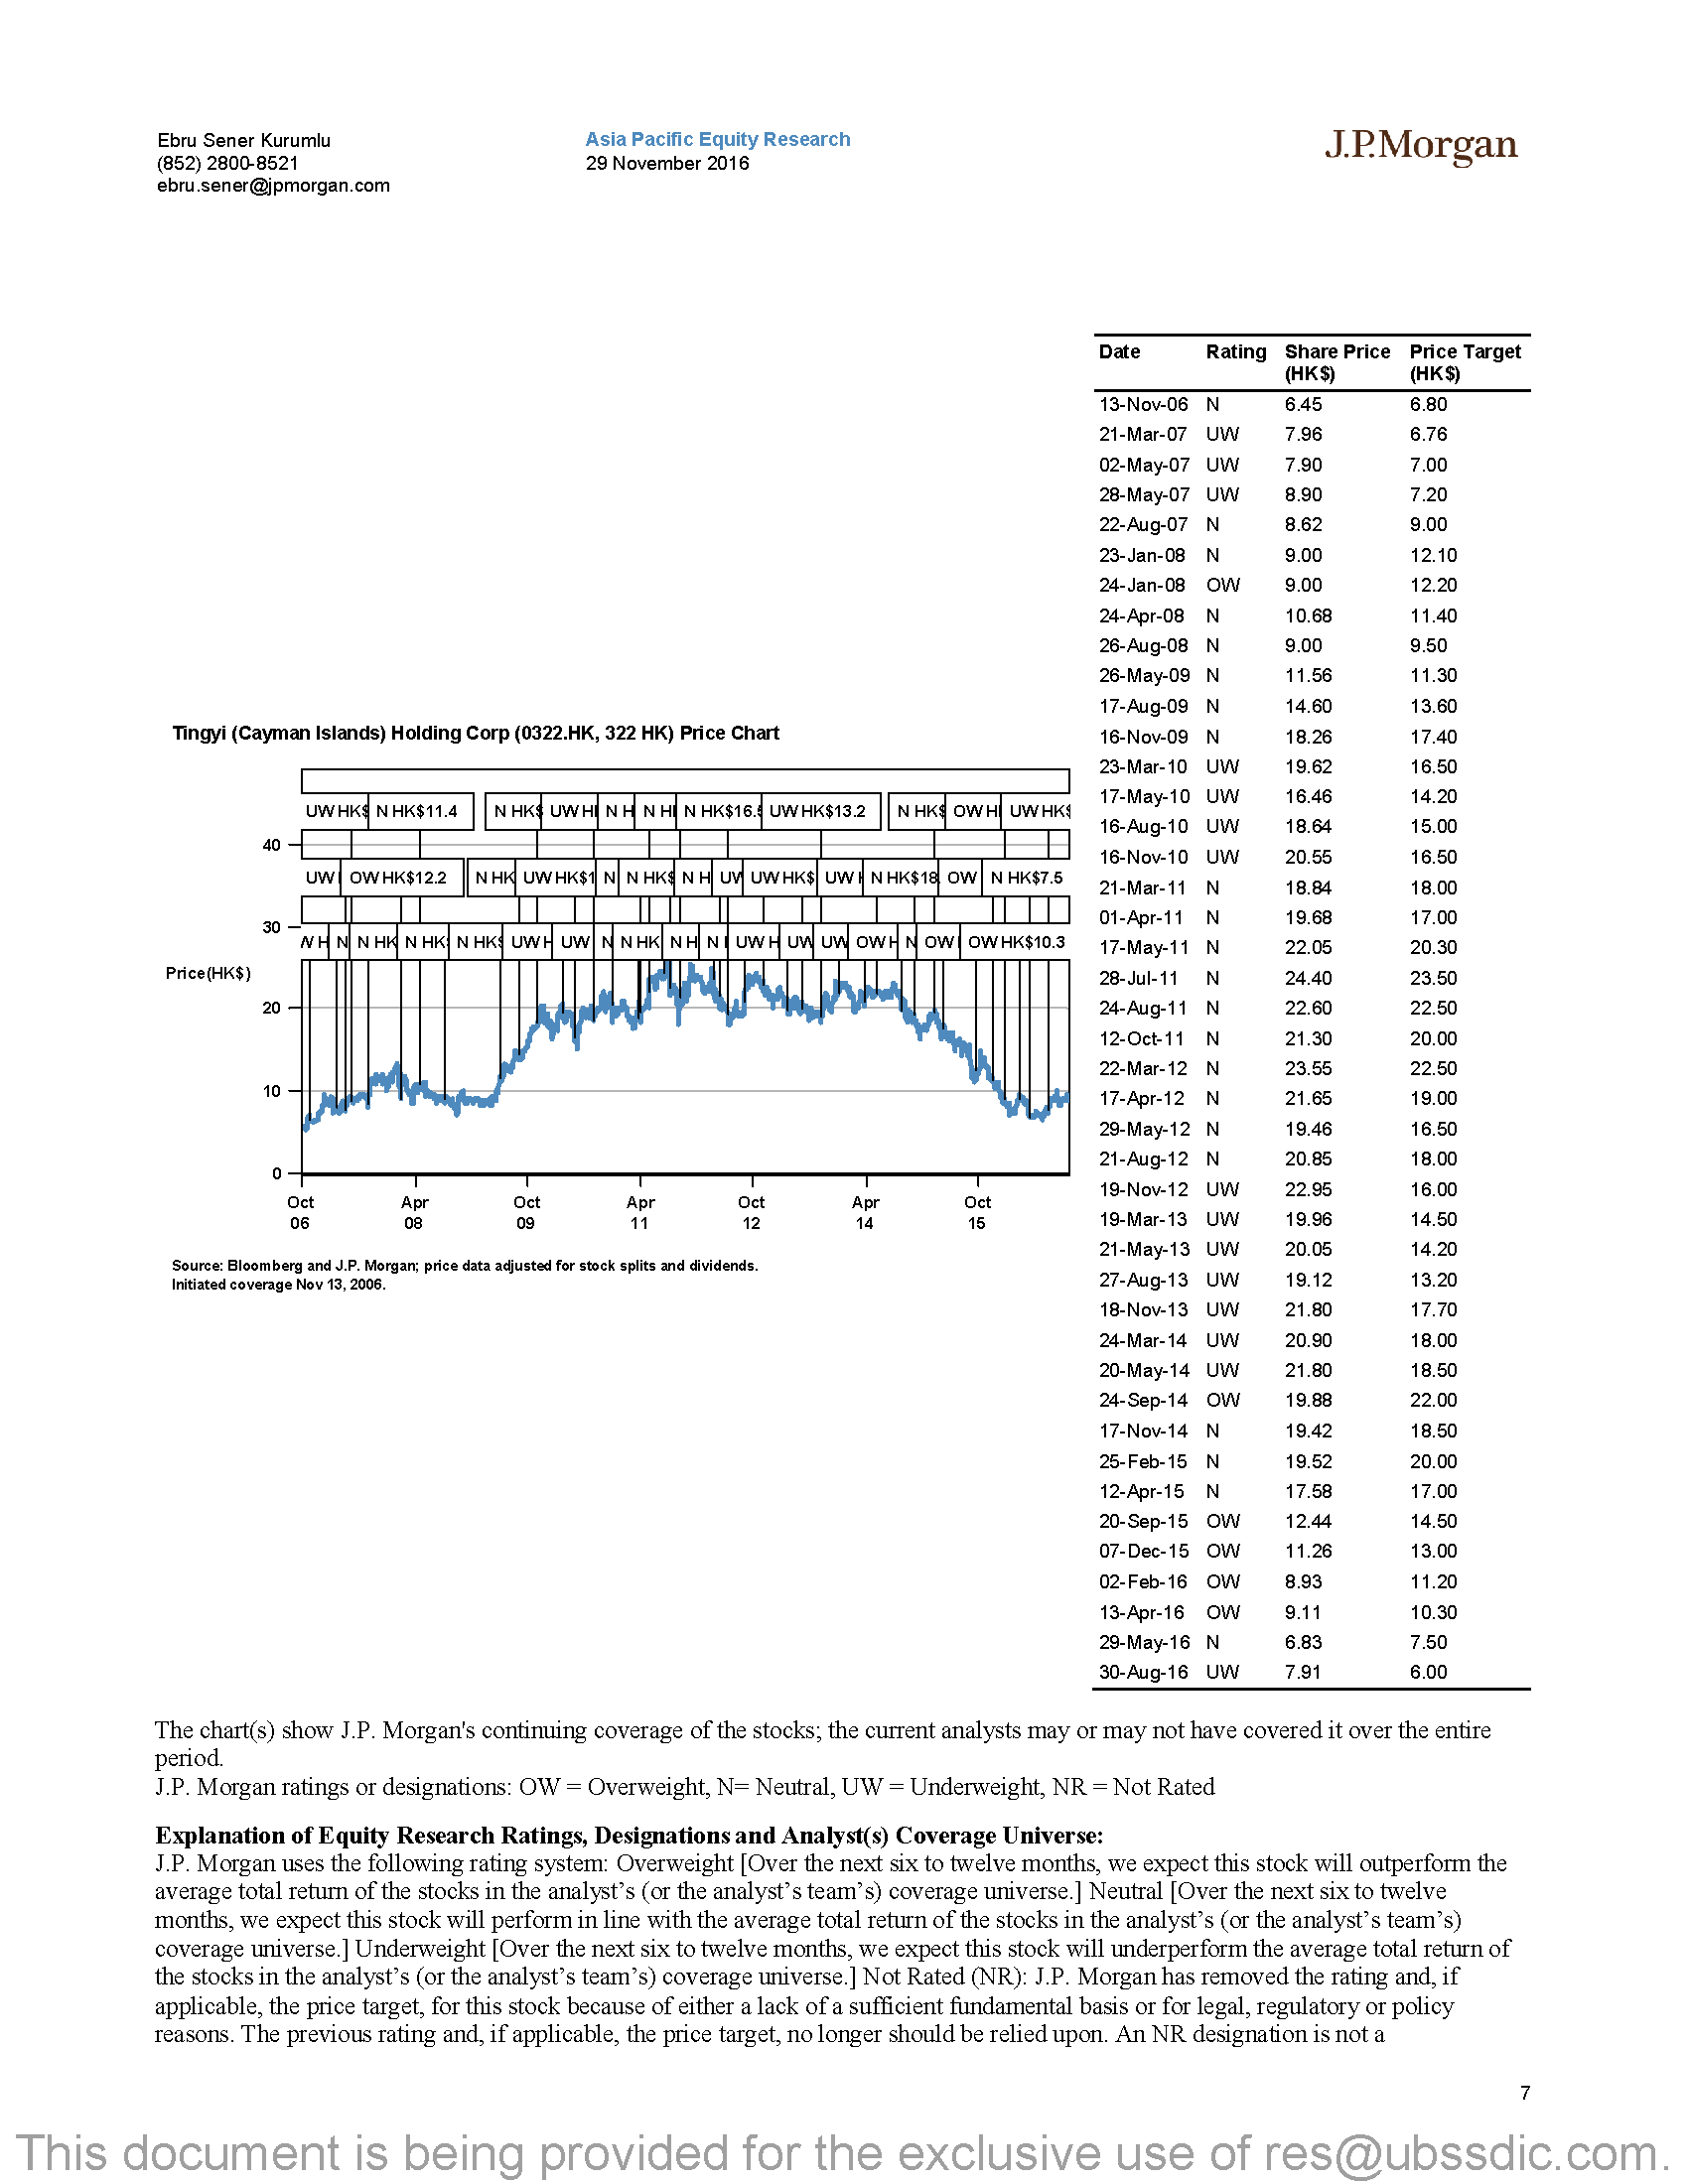 Ebru Sener Kurumlu
(852) 2800-8521
ebru.sener@jpmorgan.com
Asia Pacific Equity Research
29 November 2016
J.P.Morgan
Date Rating Share Price (HK$) Price Target (HK$)
13-Nov-06 N 6.45 6.80
21-Mar-07 UW 7.96 6.76
02-May-07 UW 7.90 7.00
28-May-07 UW 8.90 7.20
22-Aug-07 N 8.62 9.00
23-Jan-08 N 9.00 12.10
24-Jan-08 OW 9.00 12.20
24-Apr-08 N 10.68 11.40
26-Aug-08 N 9.00 9.50
26-May-09 N 11.56 11.30
17-Aug-09 N 14.60 13.60
16-Nov-09 N 18.26 17.40
23-Mar-10 UW 19.62 16.50
17-May-10 UW 16.46 14.20
16-Aug-10 UW 18.64 15.00
16-Nov-10 UW 20.55 16.50
21-Mar-11 N 18.84 18.00
01-Apr-11 N 19.68 17.00
17-May-11 N 22.05 20.30
28-Jul-11 N 24.40 23.50
24-Aug-11 N 22.60 22.50
12-Oct-11 N 21.30 20.00
22-Mar-12 N 23.55 22.50
17-Apr-12 N 21.65 19.00
29-May-12 N 19.46 16.50
21-Aug-12 N 20.85 18.00
19-Nov-12 UW 22.95 16.00
19-Mar-13 UW 19.96 14.50
21-May-13 UW 20.05 14.20
27-Aug-13 UW 19.12 13.20
18-Nov-13 UW 21.80 17.70
24-Mar-14 UW 20.90 18.00
20-May-14 UW 21.80 18.50
24-Sep-14 OW 19.88 22.00
17-Nov-14 N 19.42 18.50
25-Feb-15 N 19.52 20.00
12-Apr-15 N 17.58 17.00
20-Sep-15 OW 12.44 14.50
07-Dec-15 OW 11.26 13.00
02-Feb-16 OW 8.93 11.20
13-Apr-16 OW 9.11 10.30
29-May-16 N 6.83 7.50
30-Aug-16 UW 7.91 6.00
Tingyi (Cayman Islands) Holding Corp (0322.HK, 322 HK) Price Chart
UW HK$ N HK$11.4 N HK$ UW N N N HK$16. UW HK$13.2 N HK$ OW UW HK$
40
UW OW HK$12.2 N HK UW HK$1 N N HK$ N H UW UW HK$ UW N HK$18 OW N HK$7.5
30
N N HK N HK N HK$ UW UW N N HK N H N UW UW UW OW N OW OW HK$10.3
Price(HK$)
20
10
0
Oct Apr Oct Apr Oct Apr Oct
06 08 09 11 12 14 15
Source: Bloomberg and J.P. Morgan; price data adjusted for stock splits and dividends.
Initiated coverage Nov 13, 2006.
The chart(s) show J.P. Morgan's continuing coverage of the stocks; the current analysts may or may not have covered it over the entire
period.
J.P. Morgan ratings or designations: OW = Overweight, N= Neutral, UW = Underweight, NR = Not Rated
Explanation of Equity Research Ratings, Designations and Analyst(s) Coverage Universe:
J.P. Morgan uses the following rating system: Overweight [Over the next six to twelve months, we expect this stock will outperform the
average total return of the stocks in the analyst’s (or the analyst’s team’s) coverage universe.] Neutral [Over the next six to twelve
months, we expect this stock will perform in line with the average total return of the stocks in the analyst’s (or the analyst’s team’s)
coverage universe.] Underweight [Over the next six to twelve months, we expect this stock will underperform the average total return of
the stocks in the analyst’s (or the analyst’s team’s) coverage universe.] Not Rated (NR): J.P. Morgan has removed the rating and, if
applicable, the price target, for this stock because of either a lack of a sufficient fundamental basis or for legal, regulatory or policy
reasons. The previous rating and, if applicable, the price target, no longer should be relied upon. An NR designation is not a
7
This document is being provided for the exclusive use of res@ubssdic.com.